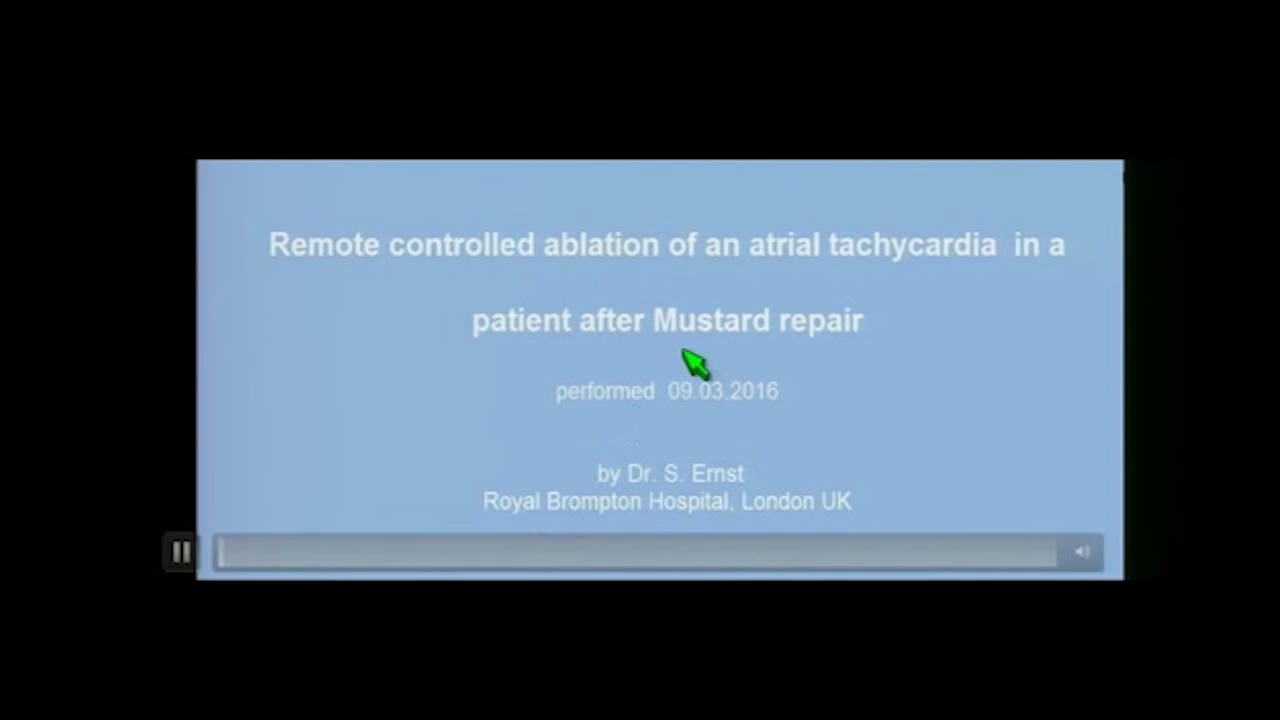 Remote controlled ablation of an atrial tachycardia in a
patient after Mustard repair
performed 09.03.2016
by Dr. S. Ernst
Royal Brompton Hospital, London UK